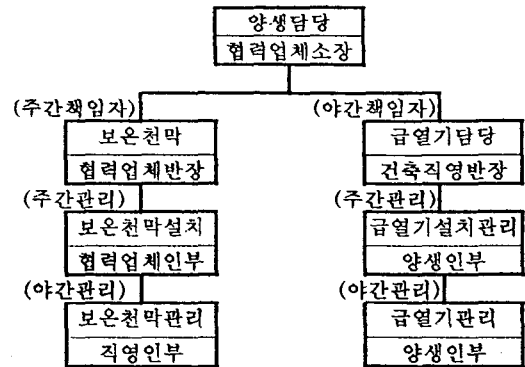 양생담당
협력업체소장
(주간책임자)
보온천막
협력업체반장
(주간관리)
보온천막설치
협력업체인부
(야간관리)
보온천막관리
직영인부
(야간책임자)
급열기담당
건축직영반장
(주간관리)
급열기설치관리
양생인부
(야간관리)
급열기관리
양생인부